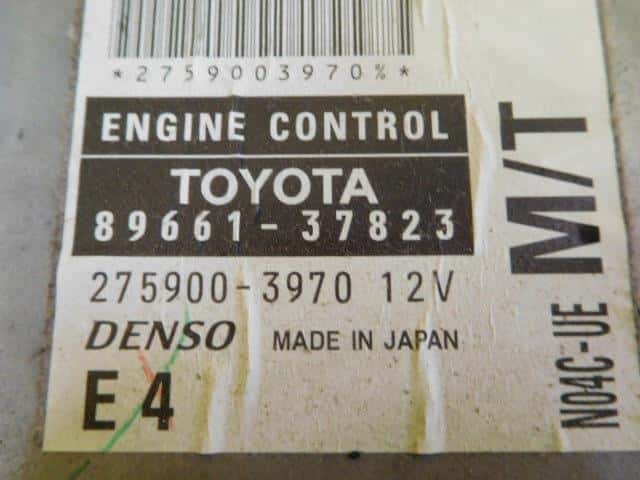 *2759003970%*
ENGINE CONTROL
TOYOTA
89661-37823
275900-3970 12V
DENSO MADE IN JAPAN
E4
M/T
N04C-UE